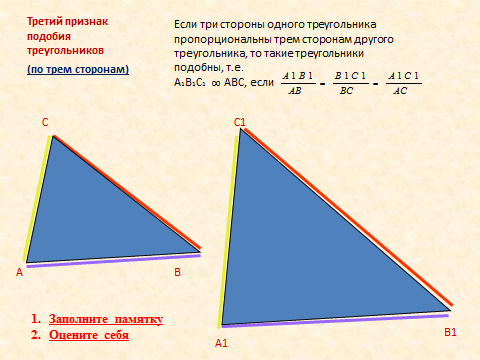 Третий признак
подобия
треугольников
(по трем сторонам)
Если три стороны одного треугольника
пропорциональны трем сторонам другого
треугольника, то такие треугольники
подобны, т.е.
A₁B₁C₁ ∞ ABC, если A1B1/AB = B1C1/BC = A1C1/AC
C
C1
A
B
A1
B1
1. Заполните памятку
2. Оцените себя